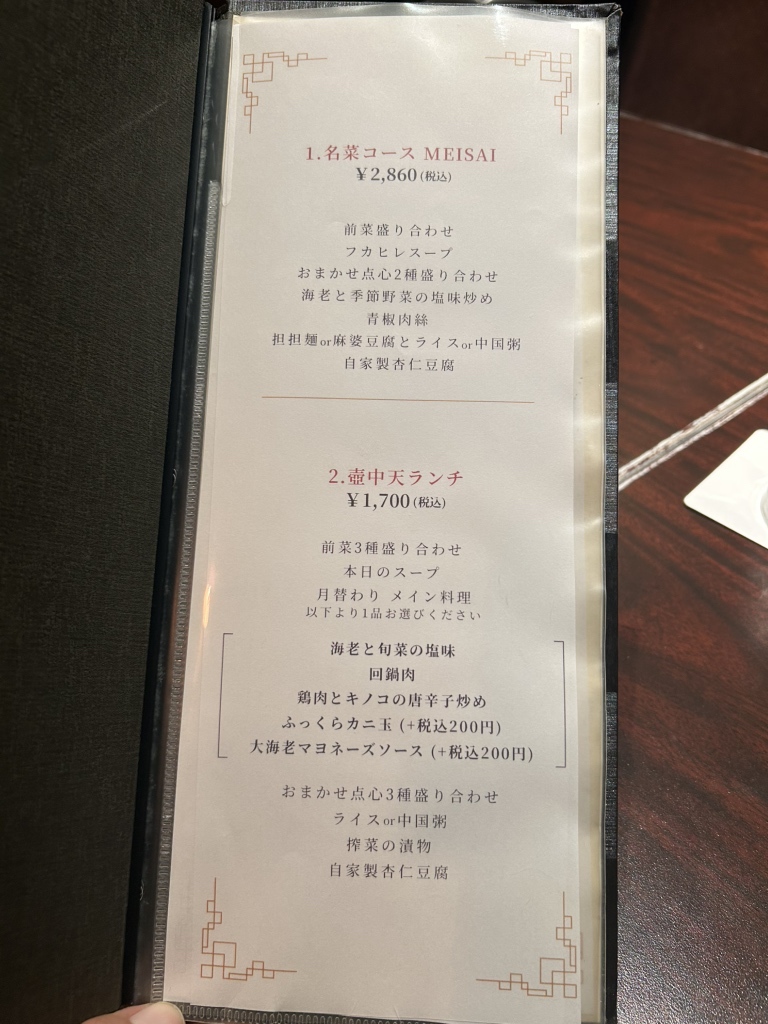 1.名菜コース MEISAI
¥2,860(税込)
前菜盛り合わせ
フカヒレスープ
おまかせ点心2種盛り合わせ
海老と季節野菜の塩味炒め
青椒肉絲
担担麺or麻婆豆腐とライスor中国粥
自家製杏仁豆腐
2.壺中天ランチ
¥1,700(税込)
前菜3種盛り合わせ
本日のスープ
月替わり メイン料理
以下より1品お選びください
海老と旬菜の塩味
回鍋肉
鶏肉とキノコの唐辛子炒め
ふっくらカニ玉 (+税込200円)
大海老マヨネーズソース (+税込200円)
おまかせ点心3種盛り合わせ
ライスor中国粥
搾菜の漬物
自家製杏仁豆腐